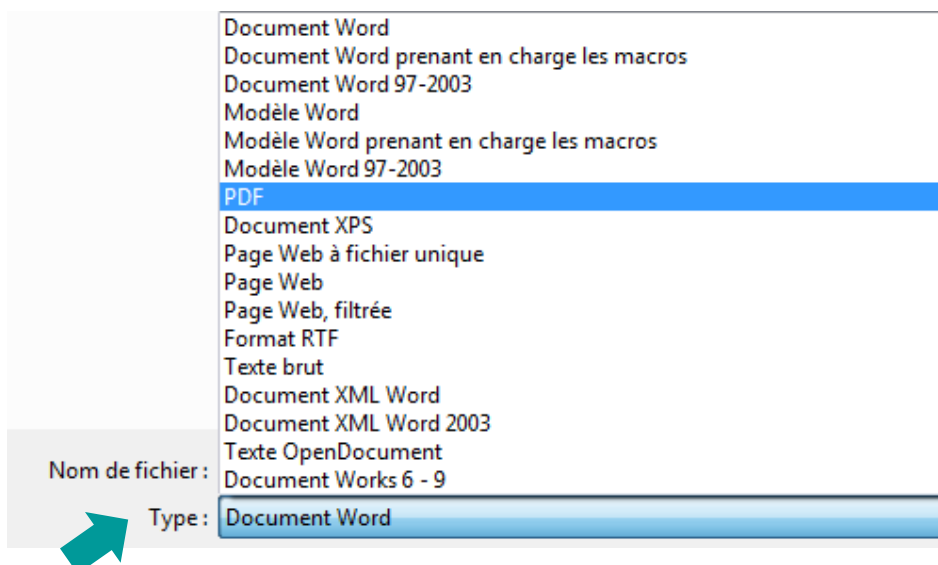 Document Word
Document Word prenant en charge les macros
Document Word 97-2003
Modèle Word
Modèle Word prenant en charge les macros
Modèle Word 97-2003
PDF
Document XPS
Page Web à fichier unique
Page Web
Page Web, filtrée
Format RTF
Texte brut
Document XML Word
Document XML Word 2003
Texte OpenDocument
Nom de fichier :
Document Works 6 - 9
Type : Document Word